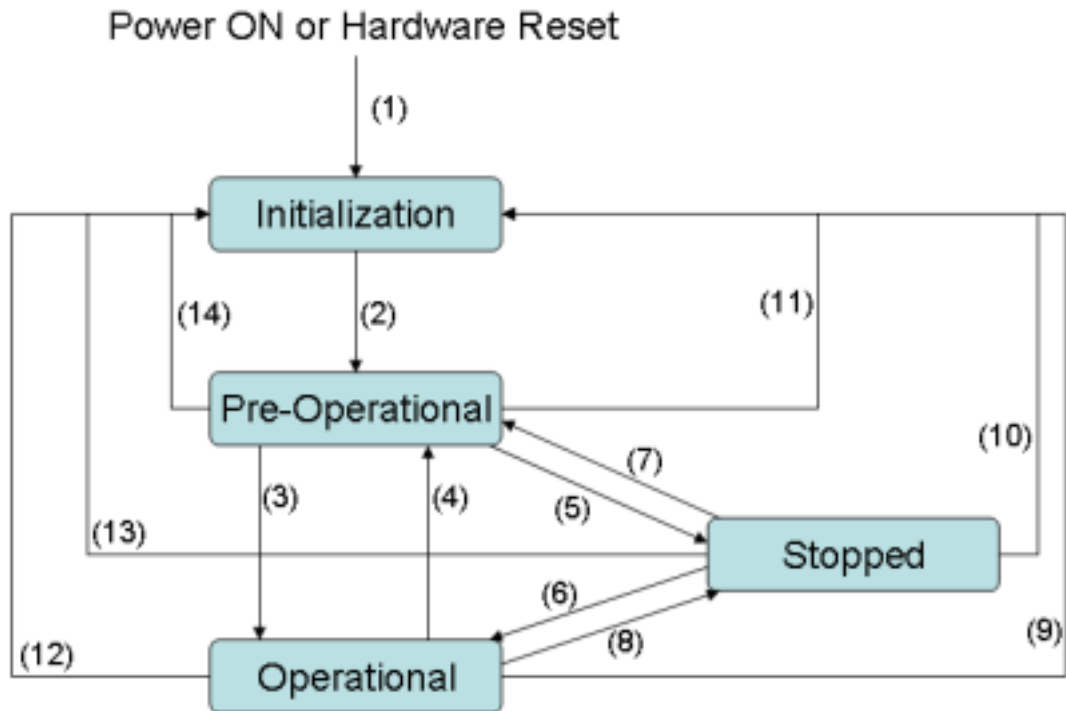 Power ON or Hardware Reset
(1)
Initialization
(14)
(2)
(11)
Pre-Operational
(10)
(7)
(3)
(4)
(5)
(13)
Stopped
(6)
(8)
(9)
(12)
Operational